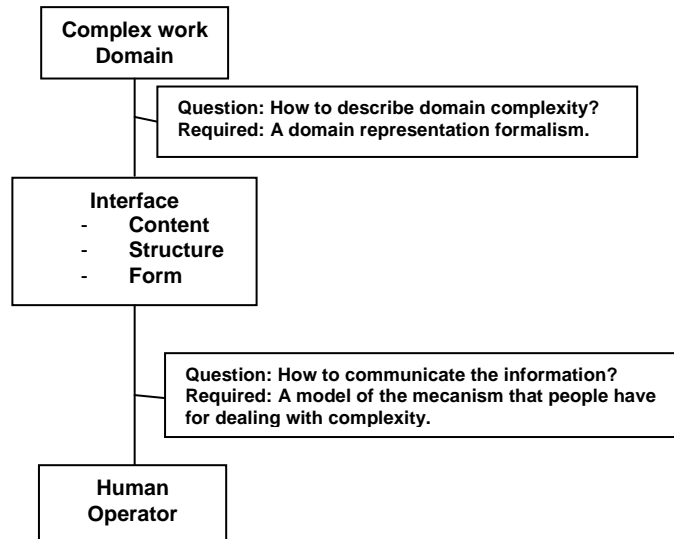 Complex work
Domain
Question: How to describe domain complexity?
Required: A domain representation formalism.
Interface
- Content
- Structure
- Form
Question: How to communicate the information?
Required: A model of the mecanism that people have
for dealing with complexity.
Human
Operator